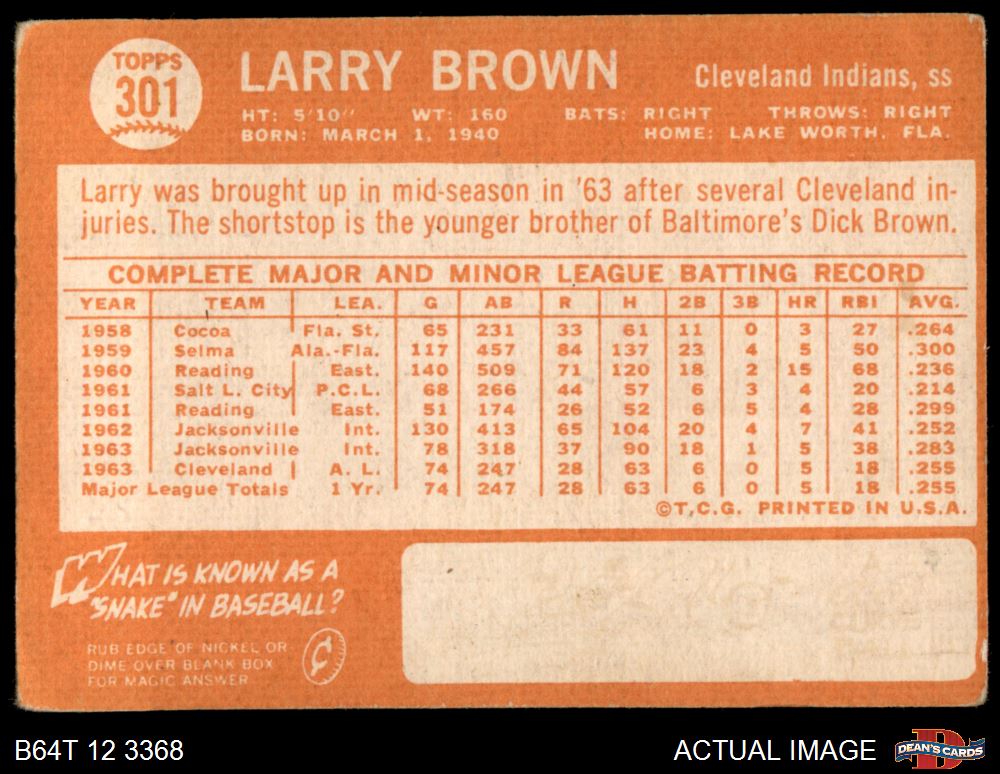 TOPPS
301
LARRY BROWN
Cleveland Indians, ss
HT: 5'10" WT: 160 BATS: RIGHT THROWS: RIGHT
BORN: MARCH 1, 1940 HOME: LAKE WORTH, FLA.
Larry was brought up in mid-season in '63 after several Cleveland in-
juries. The shortstop is the younger brother of Baltimore's Dick Brown.
COMPLETE MAJOR AND MINOR LEAGUE BATTING RECORD
YEAR TEAM LEA. G AB R H 2B 3B HR RBI AVG.
1958 Cocoa Fla. St. 65 231 33 61 11 0 3 27 .264
1959 Selma Ala.-Fla. 117 457 84 137 23 4 5 50 .300
1960 Reading East. 140 509 71 120 18 2 15 68 .236
1961 Salt L. City P.C.L. 68 266 44 57 6 3 4 20 .214
1961 Reading East. 51 174 26 52 6 5 4 28 .299
1962 Jacksonville Int. 130 413 65 104 20 4 7 41 .252
1963 Jacksonville Int. 78 318 37 90 18 1 5 38 .283
1963 Cleveland A. L. 74 247 28 63 6 0 5 18 .255
Major League Totals 1 Yr. 74 247 28 63 6 0 5 18 .255
©T.C.G. PRINTED IN U.S.A.
WHAT IS KNOWN AS A
"SNAKE" IN BASEBALL?
RUB EDGE OF NICKEL OR
DIME OVER BLANK BOX
FOR MAGIC ANSWER
¢
B64T 12 3368
ACTUAL IMAGE
D
DEAN'S CARDS